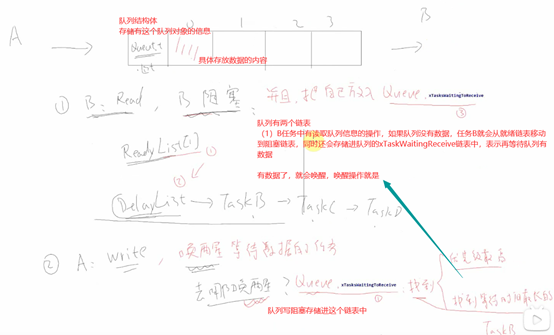 队列结构体
存储有这个队列对象的信息
0 1 2 3
A
Queue_t
具体存放数据的内容
B
① B: Read, B 阻塞: 并且,把自己放入 Queue. xTasksWaitingToReceive
③
队列有两个链表
(1)B任务中有读取队列信息的操作,如果队列没有数据,任务B就会从就绪链表移动
到阻塞链表,同时还会存储进队列的xTaskWaitingReceive链表中,表示再等待队列有
数据
ReadyList[1]
①
②
有数据了,就会唤醒,唤醒操作就是
DelayList → TaskB → TaskC → TaskD
② A: write, 唤醒 等待数据的任务
去哪唤醒? Queue. xTasksWaitingToReceive 找到
①
优先级最高
找到等待时间最长的
TaskB
队列写阻塞存储进这个链表中